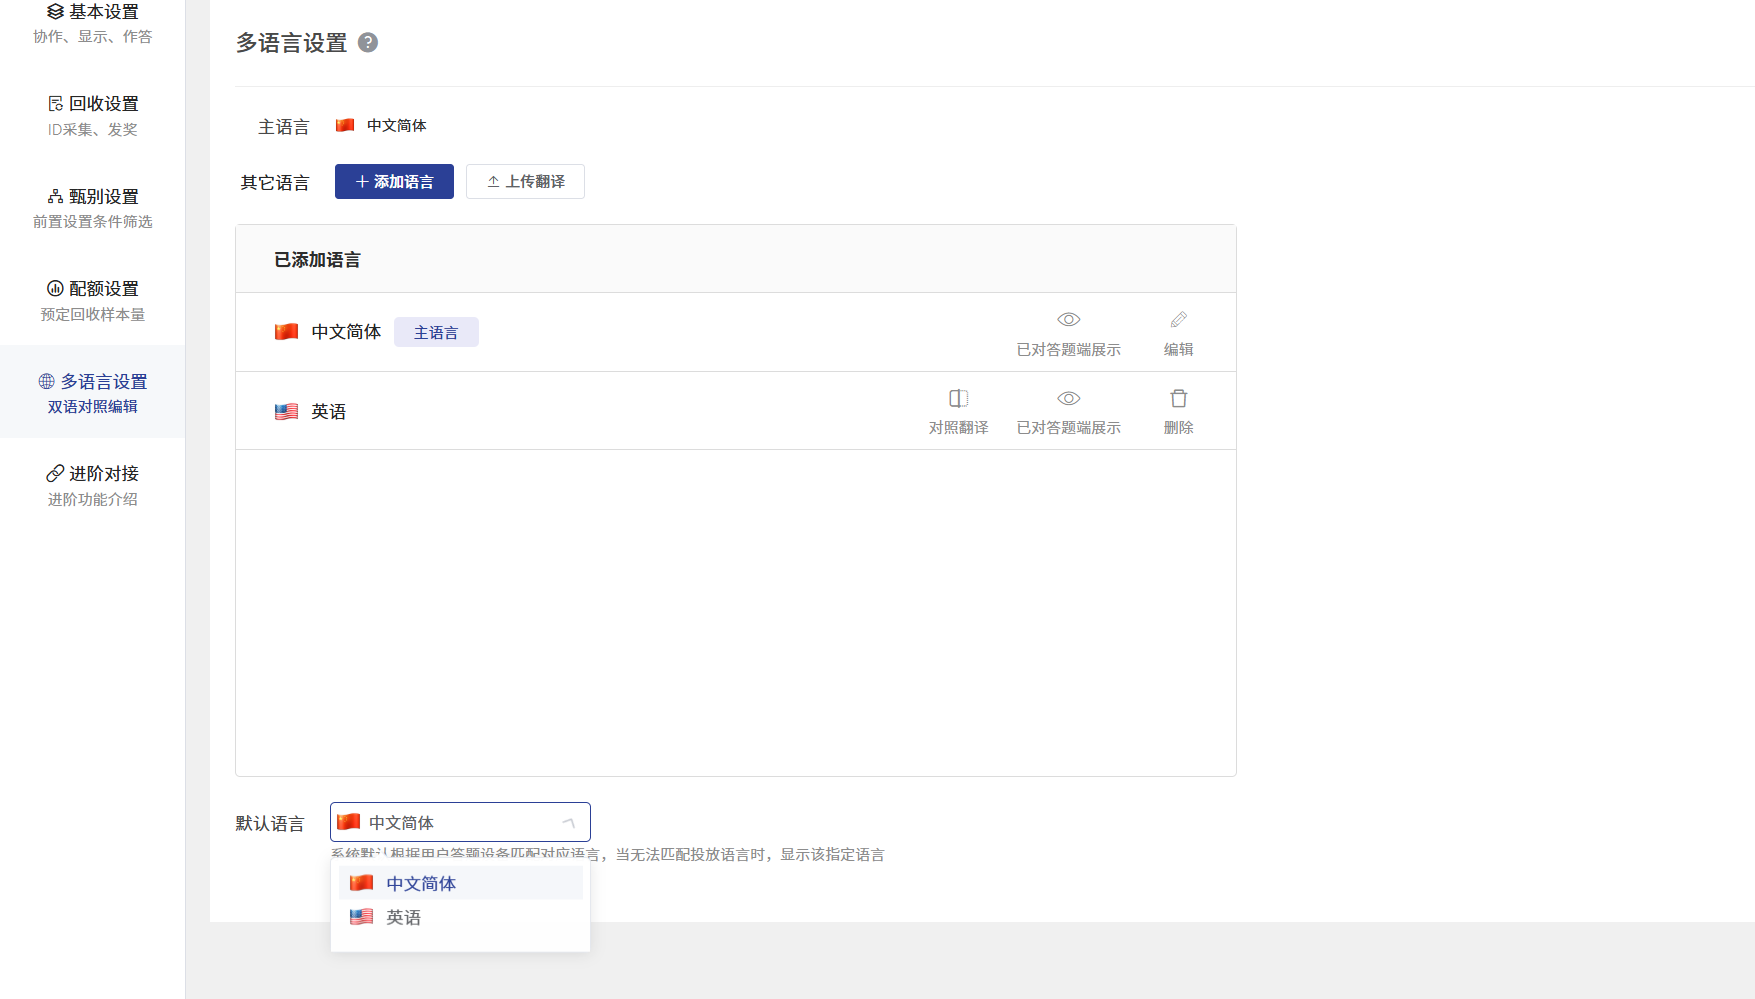 基本设置
协作、显示、作答
回收设置
ID采集、发奖
甄别设置
前置设置条件筛选
配额设置
预定回收样本量
多语言设置
双语对照编辑
进阶对接
进阶功能介绍
多语言设置 ?
主语言 中文简体
其它语言 添加语言 上传翻译
已添加语言
中文简体 主语言 已对答题端展示 编辑
英语 对照翻译 已对答题端展示 删除
默认语言 中文简体
系统默认根据用户答题设备匹配对应语言，当无法匹配投放语言时，显示该指定语言
中文简体
英语